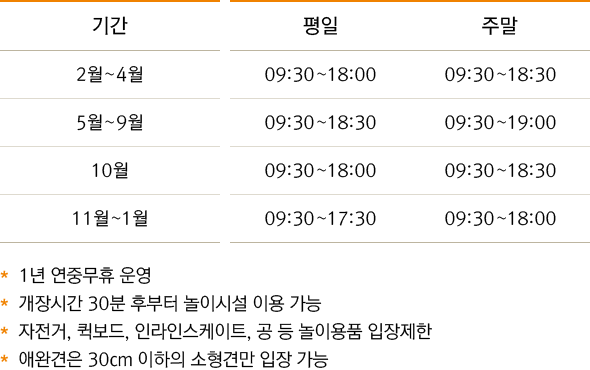 기간 평일 주말
2월~4월 09:30~18:00 09:30~18:30
5월~9월 09:30~18:30 09:30~19:00
10월 09:30~18:00 09:30~18:30
11월~1월 09:30~17:30 09:30~18:00
* 1년 연중무휴 운영
* 개장시간 30분 후부터 놀이시설 이용 가능
* 자전거, 퀵보드, 인라인스케이트, 공 등 놀이용품 입장제한
* 애완견은 30cm 이하의 소형견만 입장 가능